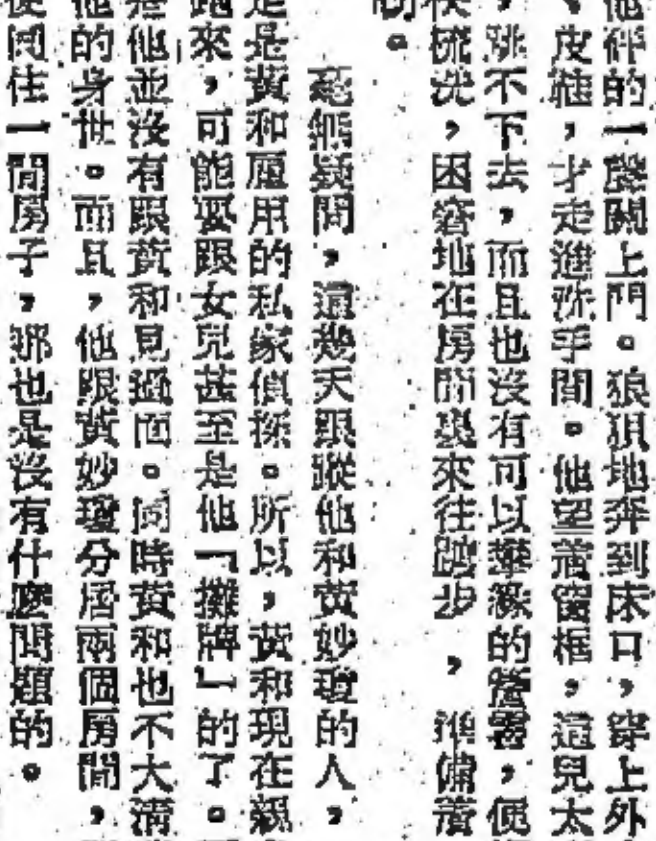 他砰的一聲關上門。狼狽地奔到床口,穿上外
、皮鞋,才走進洗手間。他望着窗框,這兒太
,跳不下去,而且也沒有可以攀緣的簷霤,便
梳洗,困窘地在房間裏來往踱步,準備着
。
毫無疑問,這幾天跟蹤他和黃妙瓊的人,
是黃和雇用的私家偵探。所以,黃和現在親
來,可能要跟女兒甚至是他「攤牌」的了。
是他並沒有跟黃和見過面。同時黃和也不大清
他的身世。而且,他跟黃妙瓊分居兩個房間,
使同住一間房子,那也是沒有什麼問題的。